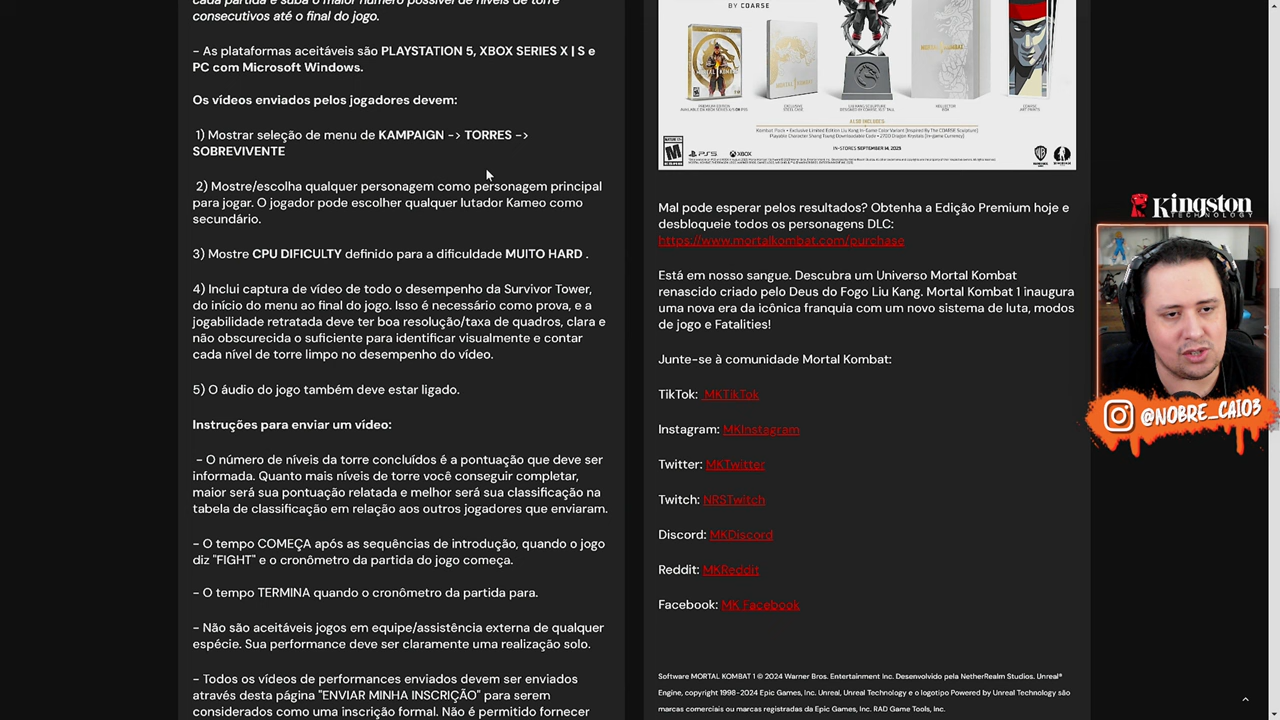 cada partida e suba o maior número possível de níveis de torre
consecutivos até o final do jogo.
- As plataformas aceitáveis são PLAYSTATION 5, XBOX SERIES X | S e
PC com Microsoft Windows.
Os vídeos enviados pelos jogadores devem:
1) Mostrar seleção de menu de KAMPAIGN -> TORRES ->
SOBREVIVENTE
2) Mostre/escolha qualquer personagem como personagem principal
para jogar. O jogador pode escolher qualquer lutador Kameo como
secundário.
3) Mostrar DIFFICULTY definido para a dificuldade MUITO HARD .
4) Inclui captura de vídeo de todo o desempenho da Survivor Tower,
do início do menu ao final do jogo. Isso é necessário como prova, e a
jogabilidade retratada deve ter boa resolução/taxa de quadros, clara e
não obscurecida o suficiente para identificar visualmente e contar
cada nível de torre limpo no desempenho do vídeo.
5) O áudio do jogo também deve estar ligado.
Instruções para enviar um vídeo:
- O número de níveis da torre concluídos é a pontuação que deve ser
informada. Quanto mais níveis de torre você conseguir completar,
maior será sua pontuação relatada e melhor será sua classificação na
tabela de classificação em relação aos outros jogadores que enviaram.
- O tempo COMEÇA após as sequências de introdução, quando o jogo
diz "FIGHT" e o cronômetro da partida do jogo começa.
- O tempo TERMINA quando o cronômetro da partida para.
- Não são aceitáveis jogos em equipe/assistência externa de qualquer
espécie. Sua performance deve ser claramente uma realização solo.
- Todos os vídeos de performances enviados devem ser enviados
através desta página "ENVIAR MINHA INSCRIÇÃO" para serem
BY COARSE
ALSO INCLUDES:
IN-STORES SEPTEMBER 14, 2023
PS5 XBOX
Mal pode esperar pelos resultados? Obtenha a Edição Premium hoje e
desbloqueie todos os personagens DLC:
https://www.mortalkombat.com/purchase
Está em nosso sangue. Descubra um Universo Mortal Kombat
renascido criado pelo Deus do Fogo Liu Kang. Mortal Kombat 1 inaugura
uma nova era da icônica franquia com um novo sistema de luta, modos
de jogo e Fatalities!
Junte-se à comunidade Mortal Kombat:
TikTok: MKTikTok
Instagram: MKInstagram
Twitter: MKTwitter
Twitch: NRSTwitch
Discord: MKDiscord
Reddit: MKReddit
Facebook: MK Facebook
Software MORTAL KOMBAT 1 © 2024 Warner Bros. Entertainment Inc. Desenvolvido pela NetherRealm Studios. Unreal®
Engine, copyright 1998-2024 Epic Games, Inc. Unreal, Unreal Technology e o logotipo Powered by Unreal Technology são
marcas comerciais ou marcas registradas da Epic Games, Inc. RAD Game Tools, Inc.
Kingston
TECHNOLOGY
@NOBRE_CAIO3